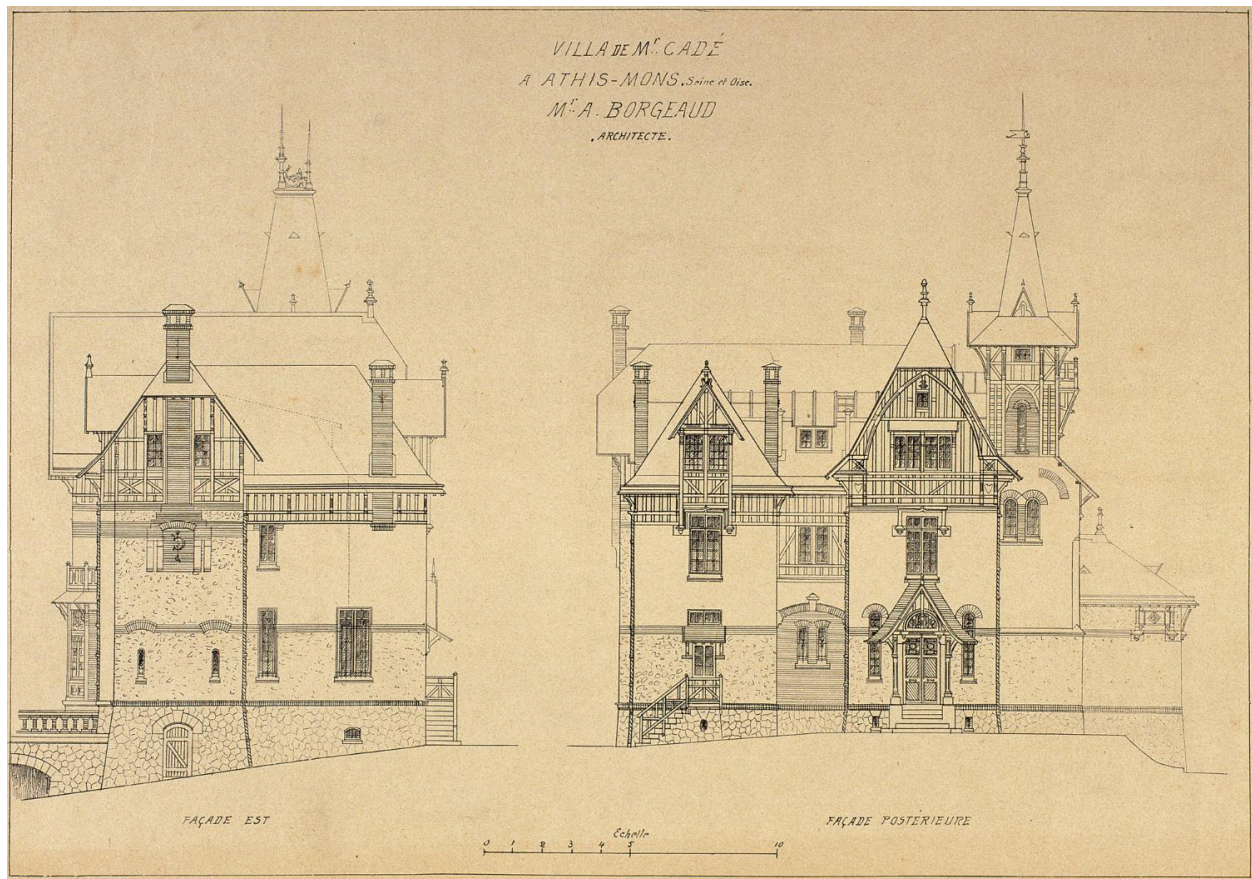 VILLA DE Mr. CADÉ
A ATHIS-MONS. Seine et Oise.
Mr. A. BORGEAUD
. ARCHITECTE.
FAÇADE EST
FAÇADE POSTÉRIEURE
Echelle
0 1 2 3 4 5 10